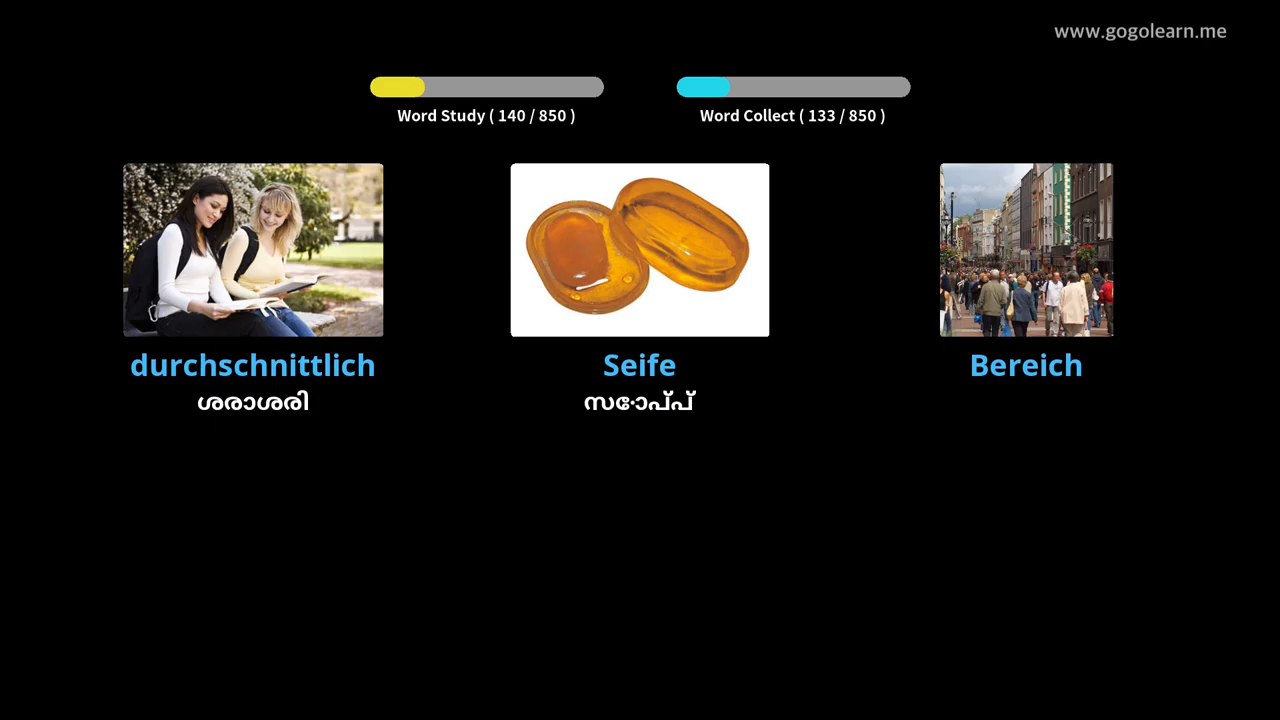 www.gogolearn.me
Word Study ( 140 / 850 )
Word Collect ( 133 / 850 )
durchschnittlich
ശരാശരി
Seife
സോപ്പ്
Bereich